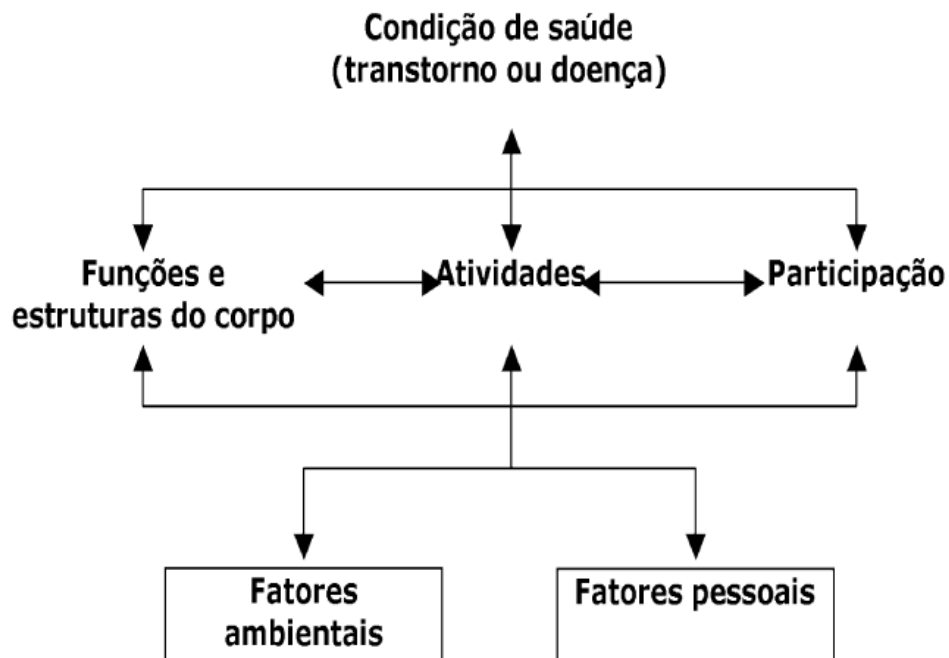 Condição de saúde
(transtorno ou doença)
Funções e
estruturas do corpo
Atividades
Participação
Fatores
ambientais
Fatores pessoais